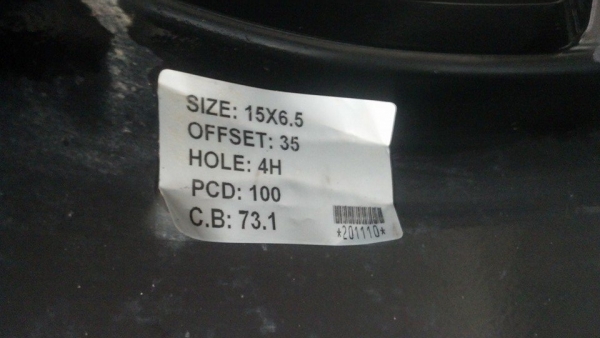 SIZE: 15X6.5
OFFSET: 35
HOLE: 4H
PCD: 100
C.B: 73.1
*201110*